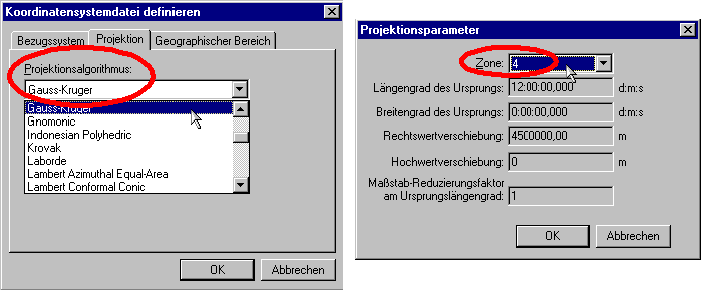 Koordinatensystemdatei definieren
Bezugssystem Projektion Geographischer Bereich
Projektionsalgorithmus:
Gauss-Kruger
Gauss-Kruger
Gnomonic
Indonesian Polyhedric
Krovak
Laborde
Lambert Azimuthal Equal-Area
Lambert Conformal Conic
OK Abbrechen
Projektionsparameter
Zone: 4
Längengrad des Ursprungs: 12:00:00,000 d:m:s
Breitengrad des Ursprungs: 0:00:00,000 d:m:s
Rechtswertverschiebung: 4500000,00 m
Hochwertverschiebung: 0 m
Maßstab-Reduzierungsfaktor
am Ursprungslängengrad: 1
OK Abbrechen